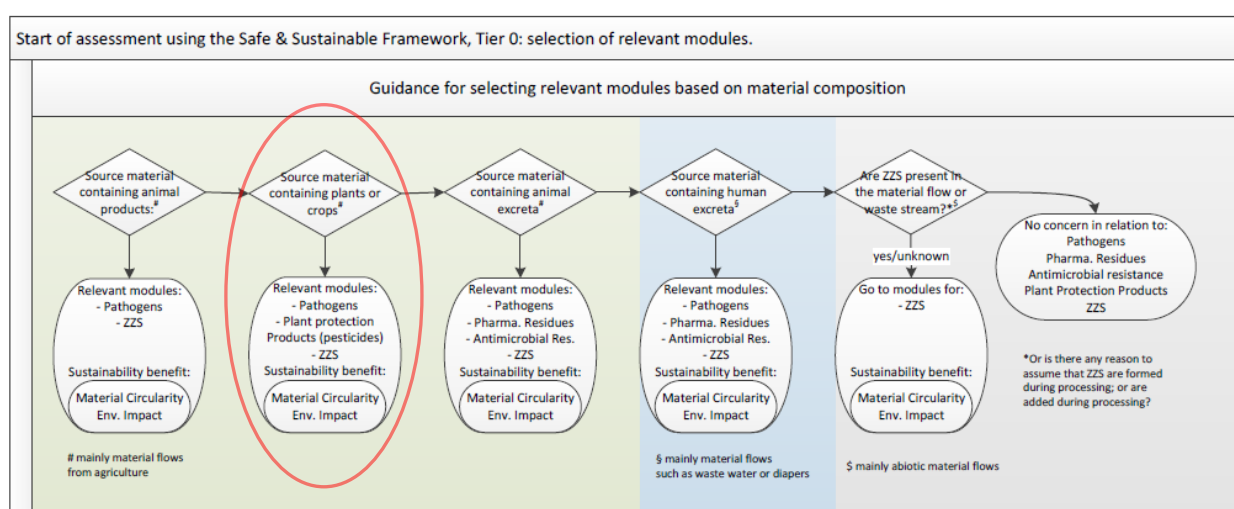 Start of assessment using the Safe & Sustainable Framework, Tier 0: selection of relevant modules.
Guidance for selecting relevant modules based on material composition
Source material
containing animal
products:#
Source material
containing plants or
crops#
Source material
containing animal
excreta#
Source material
containing human
excreta§
Are ZZS present in
the material flow or
waste stream?*$
No concern in relation to:
Pathogens
Pharma. Residues
Antimicrobial resistance
Plant Protection Products
ZZS
yes/unknown
Relevant modules:
- Pathogens
- ZZS
Sustainability benefit:
Material Circularity
Env. Impact
Relevant modules:
- Pathogens
- Plant protection
Products (pesticides)
- ZZS
Sustainability benefit:
Material Circularity
Env. Impact
Relevant modules:
- Pathogens
- Pharma. Residues
- Antimicrobial Res.
- ZZS
Sustainability benefit:
Material Circularity
Env. Impact
Relevant modules:
- Pathogens
- Pharma. Residues
- Antimicrobial Res.
- ZZS
Sustainability benefit:
Material Circularity
Env. Impact
Go to modules for:
- ZZS
Sustainability benefit:
Material Circularity
Env. Impact
*Or is there any reason to
assume that ZZS are formed
during processing; or are
added during processing?
# mainly material flows
from agriculture
§ mainly material flows
such as waste water or diapers
$ mainly abiotic material flows